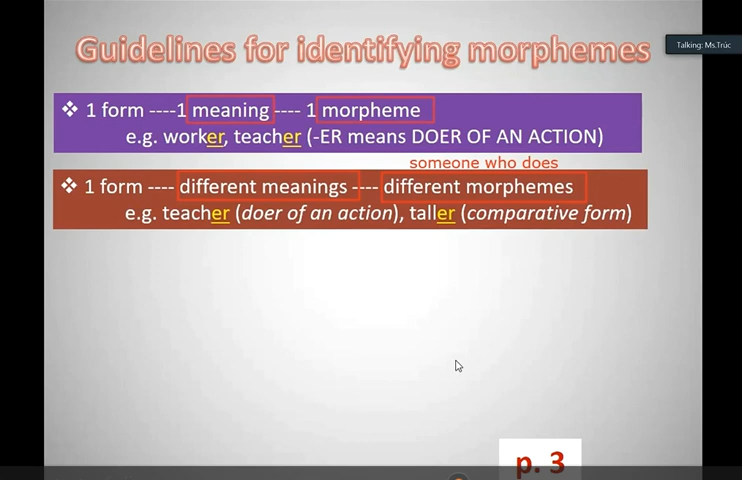 Guidelines for identifying morphemes
Talking: Ms.Trúc
❖ 1 form ----1 meaning ---- 1 morpheme
e.g. worker, teacher (-ER means DOER OF AN ACTION)
someone who does
❖ 1 form ---- different meanings ---- different morphemes
e.g. teacher (doer of an action), taller (comparative form)
p. 3